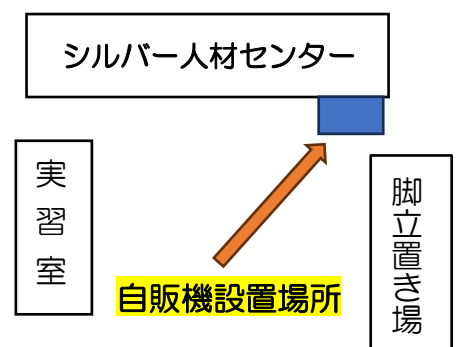 シルバー人材センター
実習室
脚立置き場
自販機設置場所